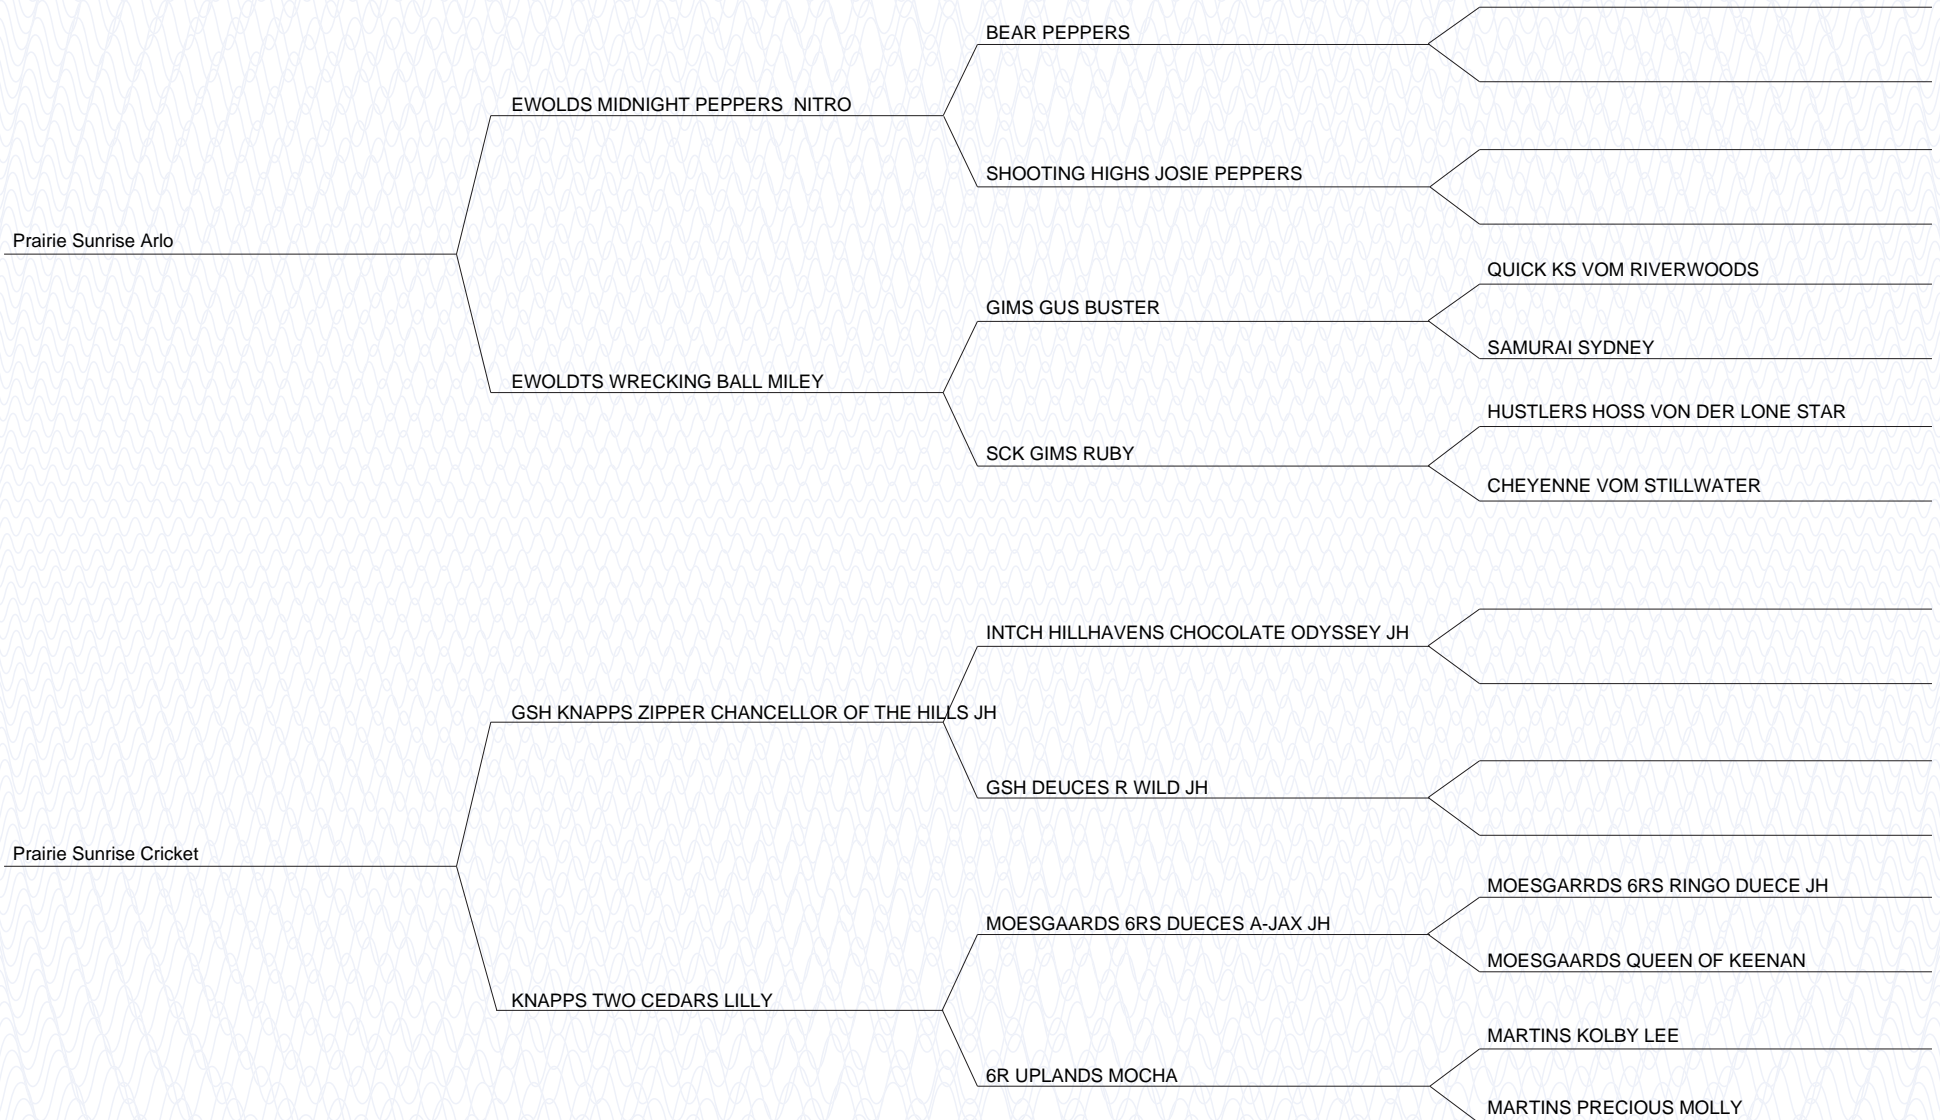 BEAR PEPPERS
EWOLDS MIDNIGHT PEPPERS  NITRO
SHOOTING HIGHS JOSIE PEPPERS
Prairie Sunrise Arlo
QUICK KS VOM RIVERWOODS
GIMS GUS BUSTER
SAMURAI SYDNEY
EWOLDTS WRECKING BALL MILEY
HUSTLERS HOSS VON DER LONE STAR
SCK GIMS RUBY
CHEYENNE VOM STILLWATER
INTCH HILLHAVENS CHOCOLATE ODYSSEY JH
GSH KNAPPS ZIPPER CHANCELLOR OF THE HILLS JH
GSH DEUCES R WILD JH
Prairie Sunrise Cricket
MOESGARRDS 6RS RINGO DUECE JH
MOESGAARDS 6RS DUECES A-JAX JH
MOESGAARDS QUEEN OF KEENAN
KNAPPS TWO CEDARS LILLY
MARTINS KOLBY LEE
6R UPLANDS MOCHA
MARTINS PRECIOUS MOLLY